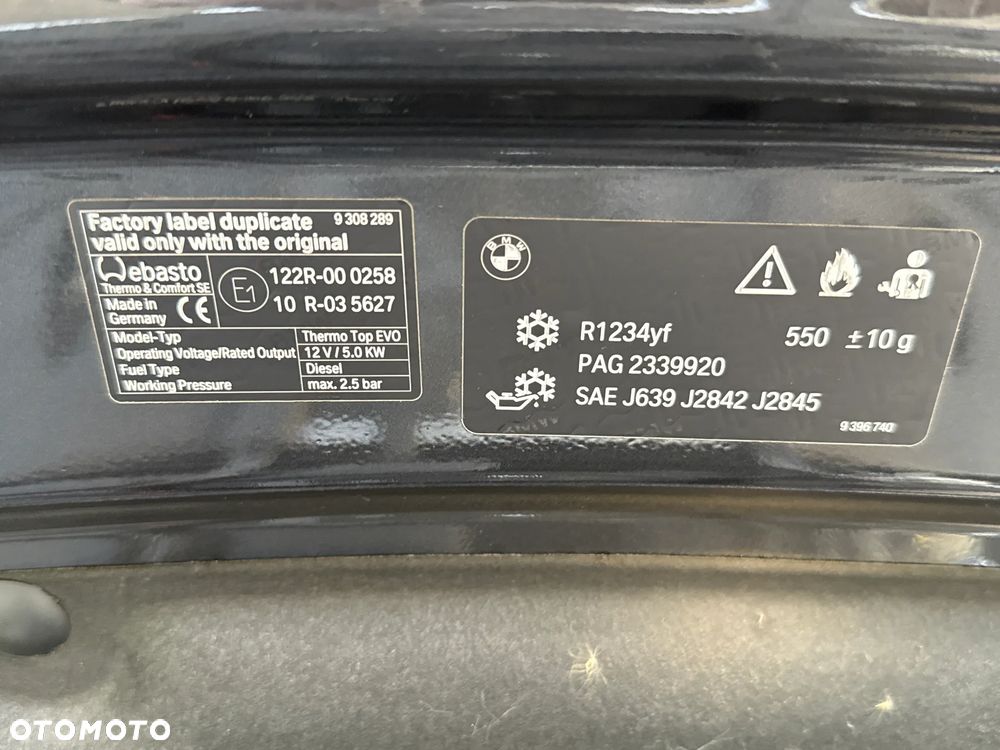 Factory label duplicate 9 308 289
valid only with the original
Webasto
Thermo & Comfort SE
Made in
Germany CE
E1
122R-00 0258
10 R-03 5627
Model-Typ Thermo Top EVO
Operating Voltage/Rated Output 12 V / 5.0 KW
Fuel Type Diesel
Working Pressure max. 2.5 bar
BMW
R1234yf 550 ±10 g
PAG 2339920
SAE J639 J2842 J2845
9 396 740
OTOMOTO